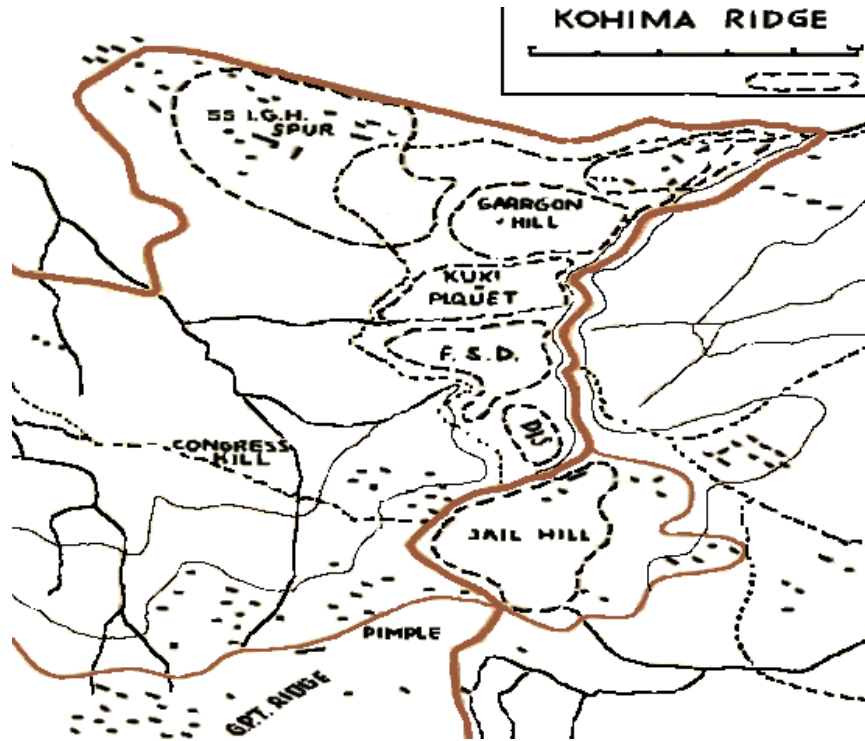 KOHIMA RIDGE
55 I.G.H.
SPUR
GARRGON
HILL
KUKI
PIQUET
F. S. D.
DIS
CONGRESS
HILL
JAIL HILL
PIMPLE
G.P.T. RIDGE